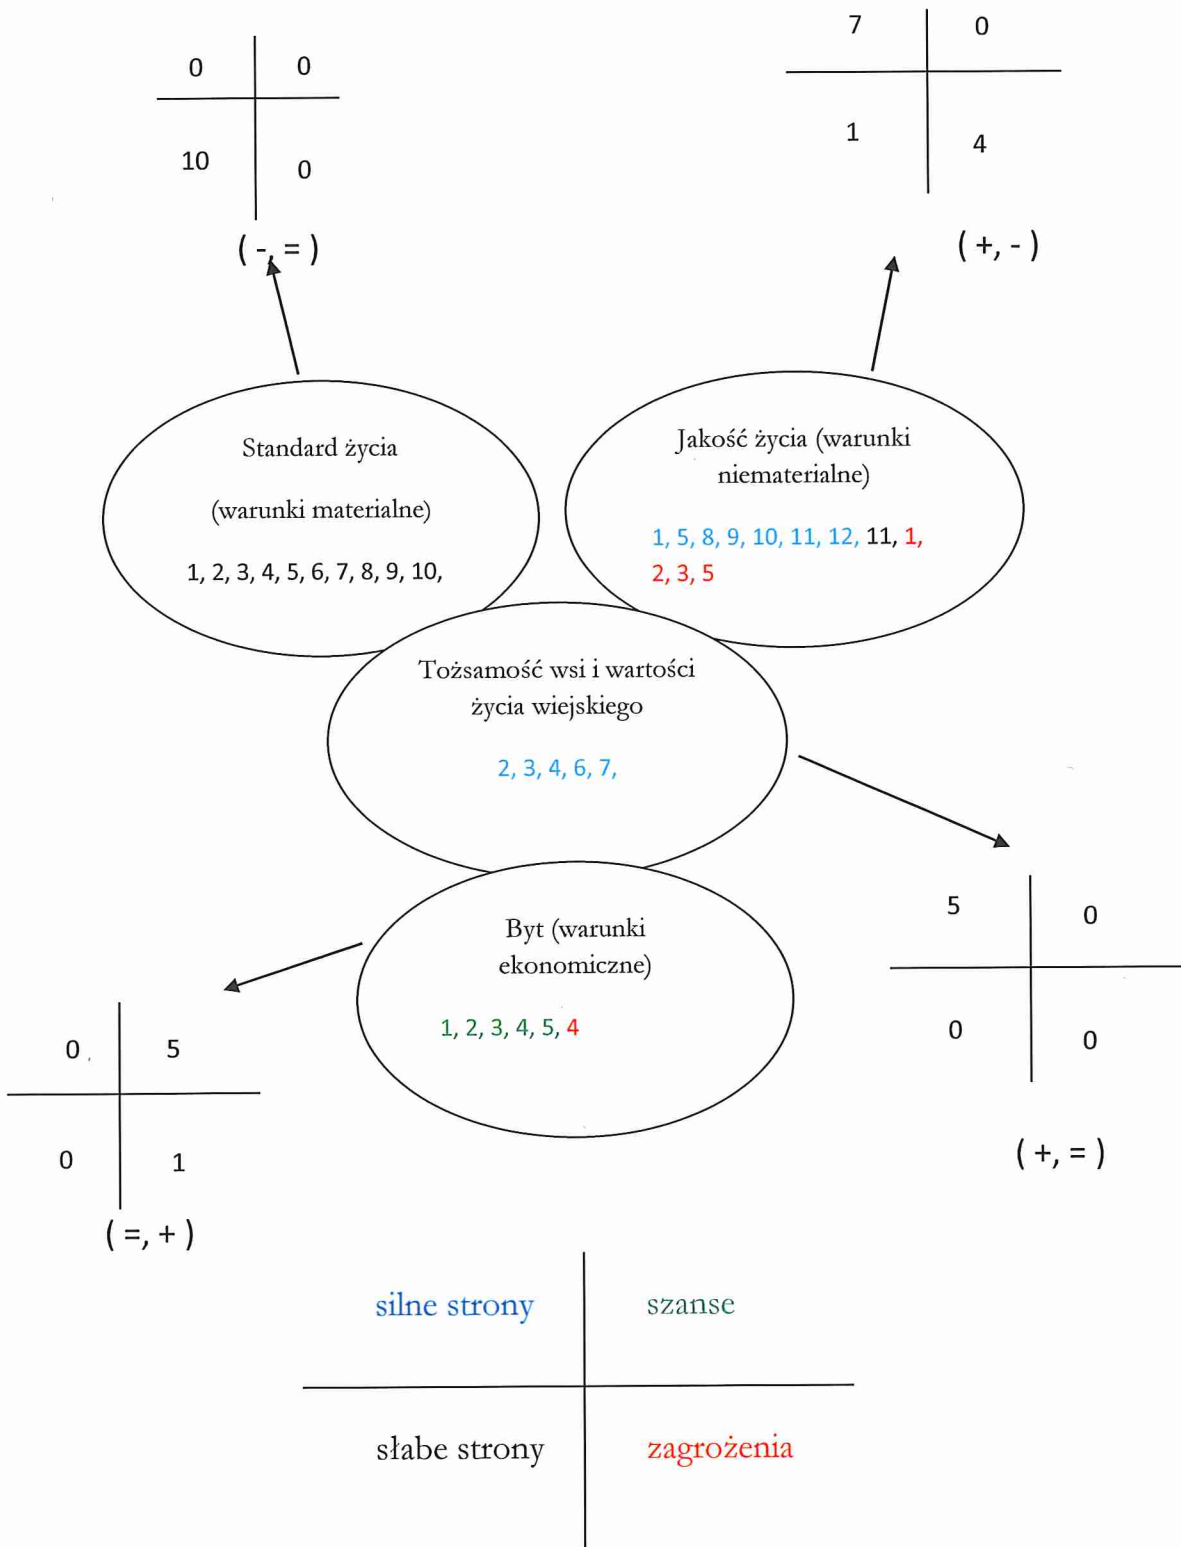 0 0
10 0
( -, = )
7 0
1 4
( +, - )
Standard życia
(warunki materialne)
1, 2, 3, 4, 5, 6, 7, 8, 9, 10,
Jakość życia (warunki
niematerialne)
1, 5, 8, 9, 10, 11, 12, 11, 1,
2, 3, 5
Tożsamość wsi i wartości
życia wiejskiego
2, 3, 4, 6, 7,
Byt (warunki
ekonomiczne)
1, 2, 3, 4, 5, 4
5 0
0 0
( +, = )
0 5
0 1
( =, + )
silne strony szanse
słabe strony zagrożenia